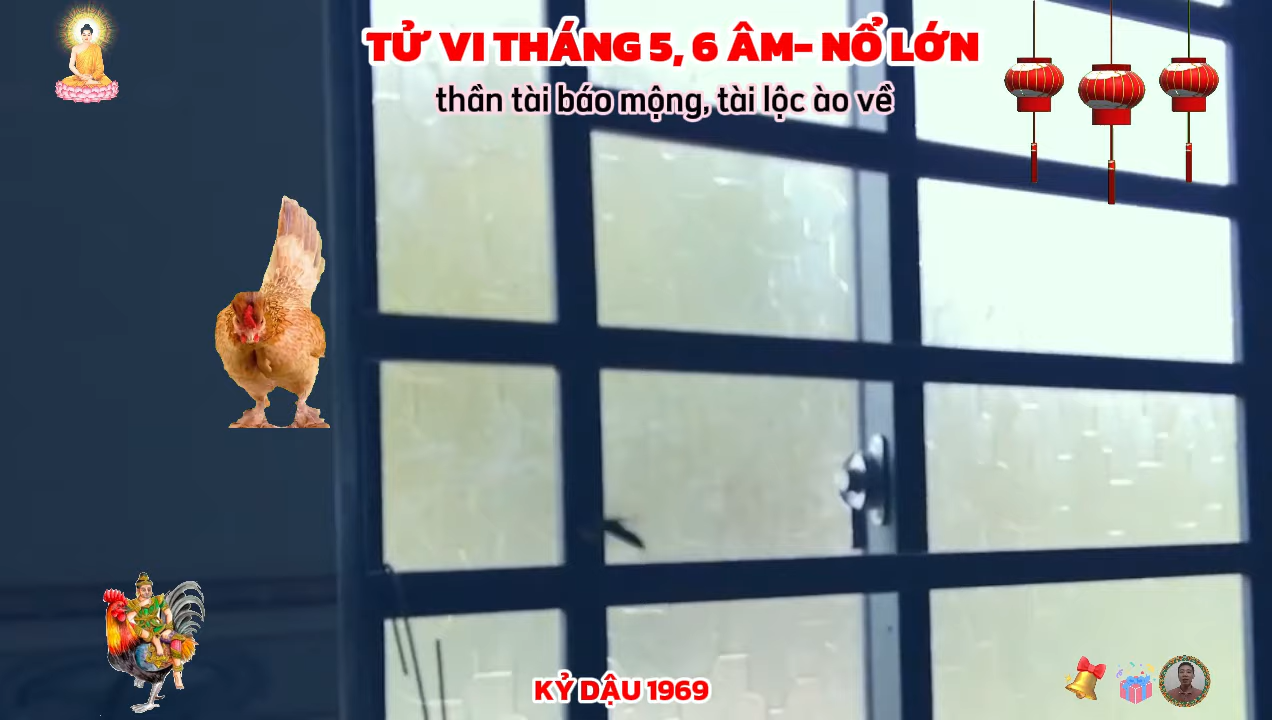 TỬ VI THÁNG 5, 6 ÂM- NỔ LỚN
thần tài báo mộng, tài lộc ào về
KỶ DẬU 1969